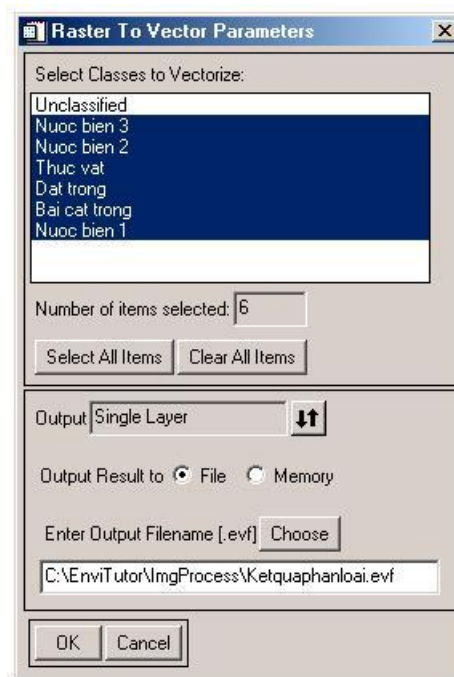 Raster To Vector Parameters
Select Classes to Vectorize:
Unclassified
Nuoc bien 3
Nuoc bien 2
Thuc vat
Dat trong
Bai cat trong
Nuoc bien 1
Number of items selected: 6
Select All Items Clear All Items
Output Single Layer
Output Result to File Memory
Enter Output Filename [.evf] Choose
C:\EnviTutor\ImgProcess\Ketquaphanloai.evf
OK Cancel